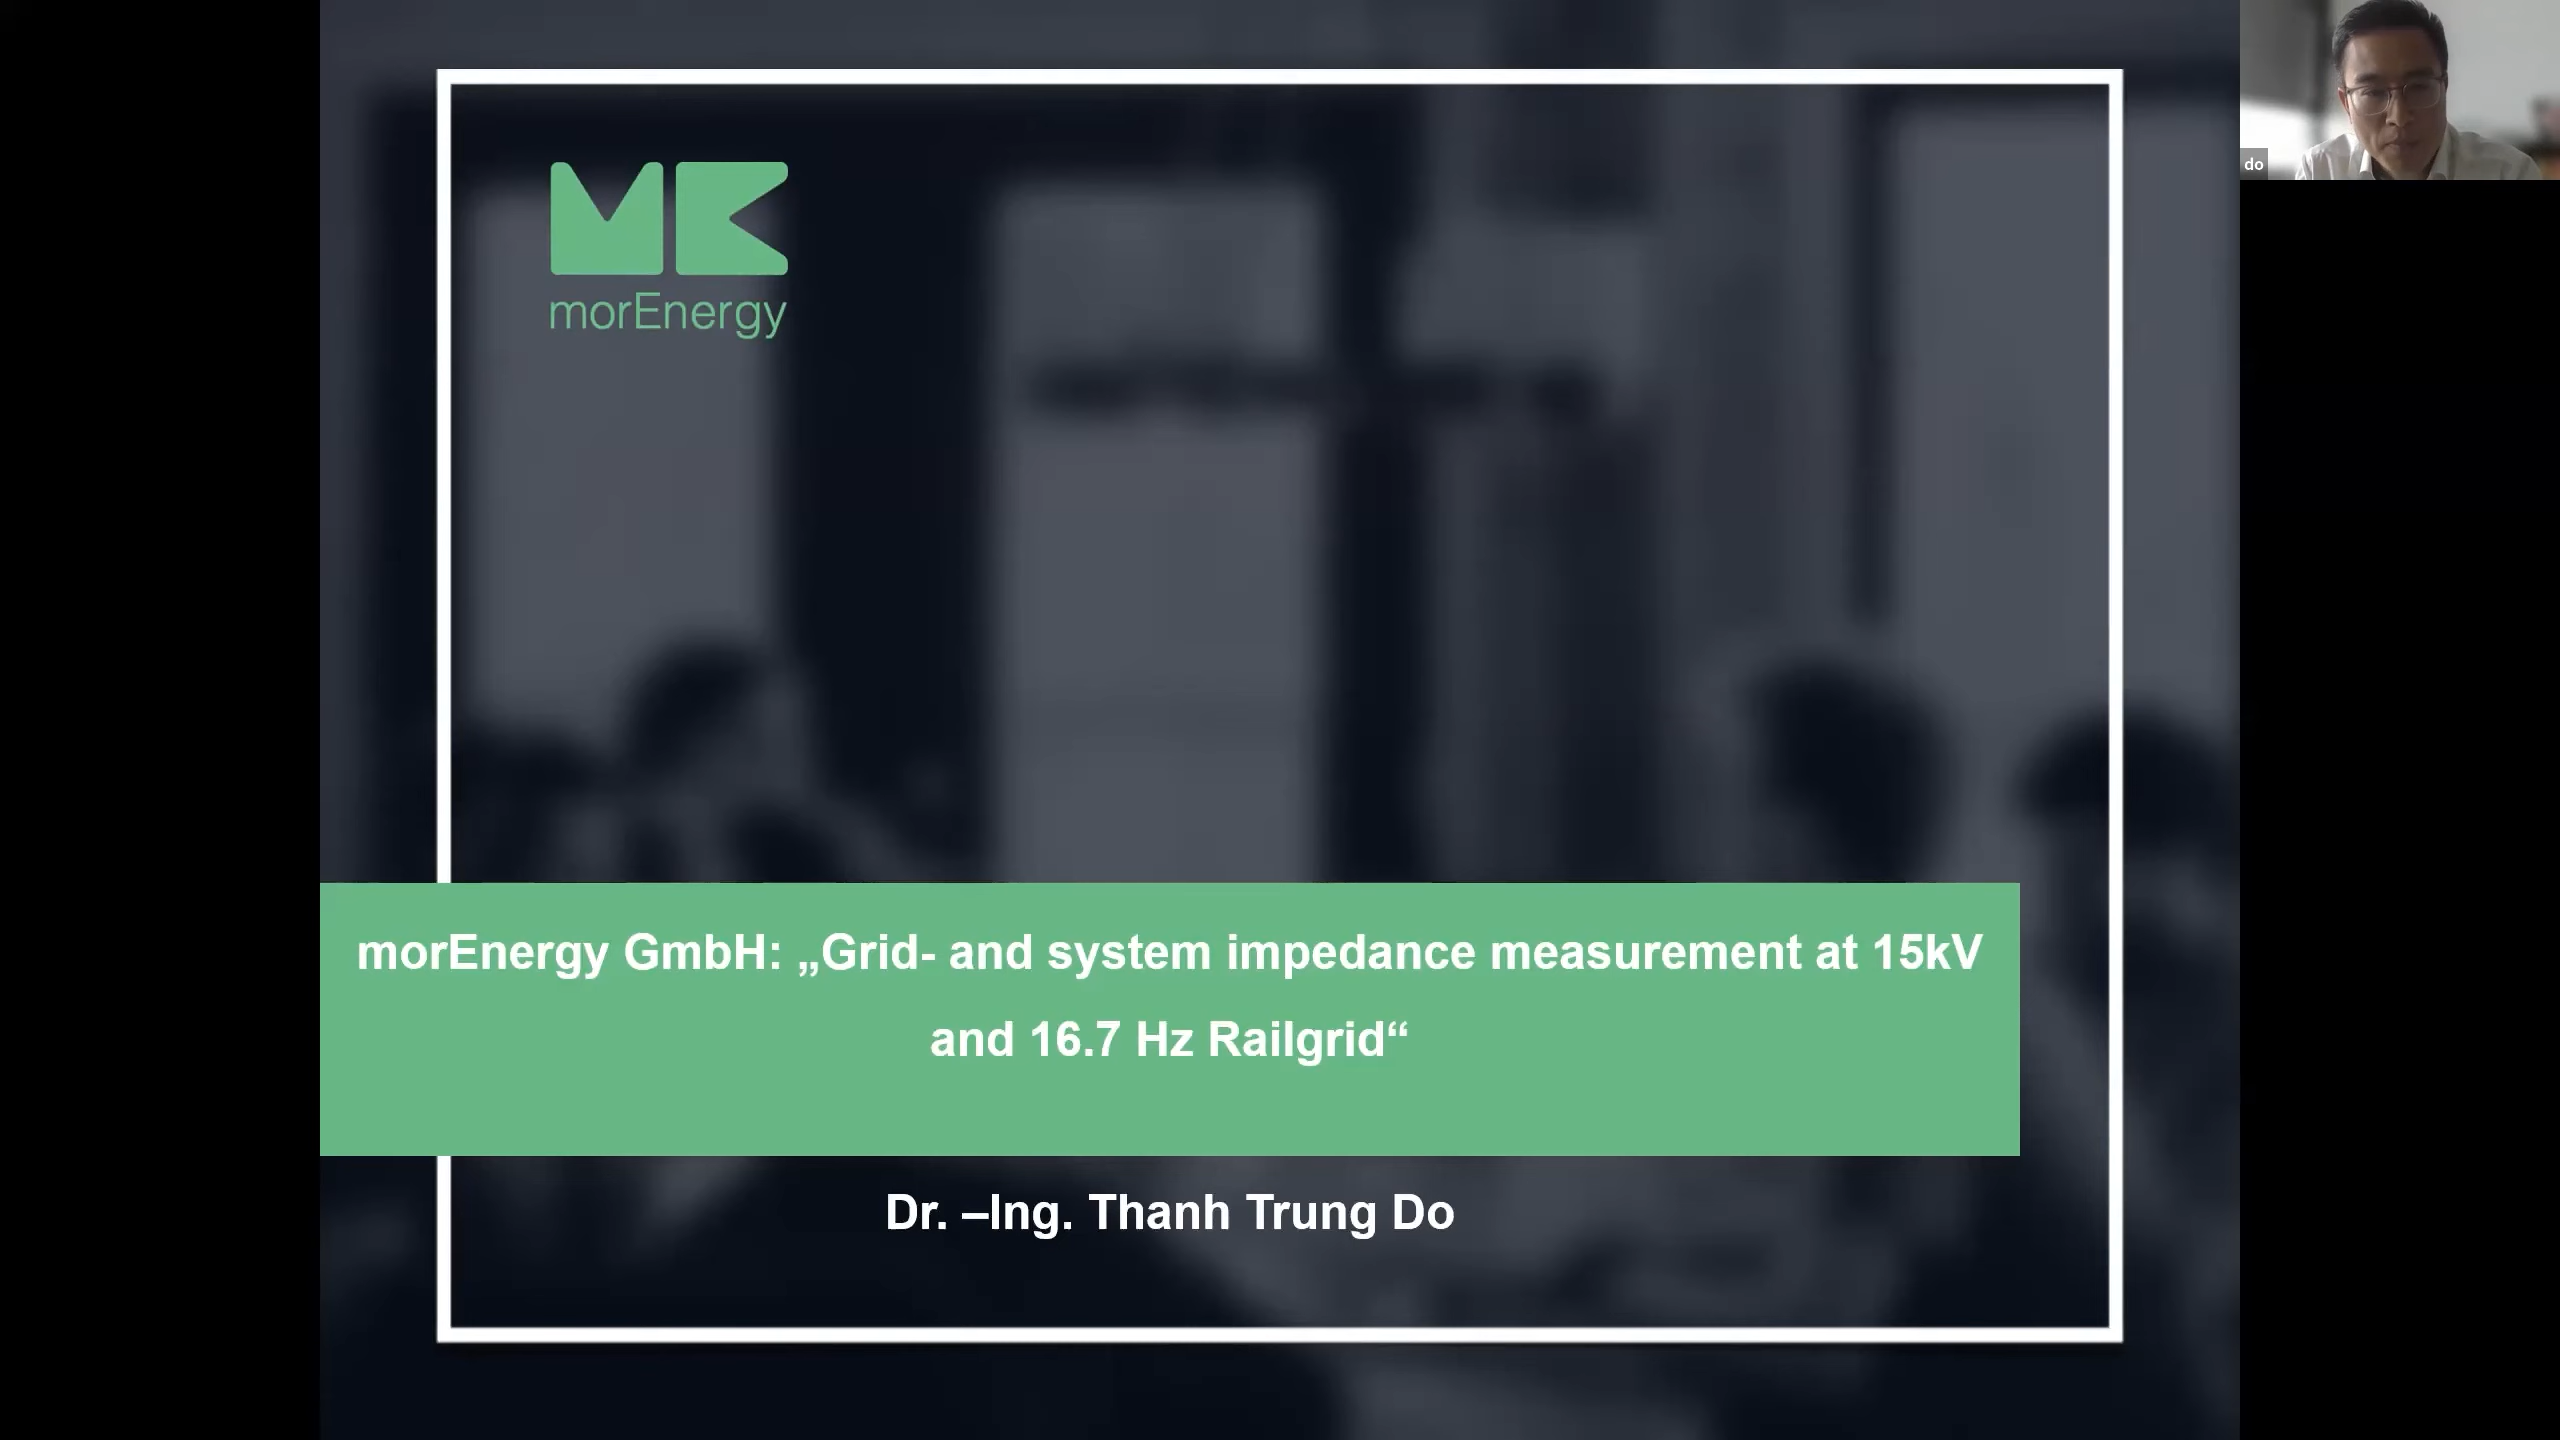 do
morEnergy
morEnergy GmbH: „Grid- and system impedance measurement at 15kV
and 16.7 Hz Railgrid“
Dr. –Ing. Thanh Trung Do